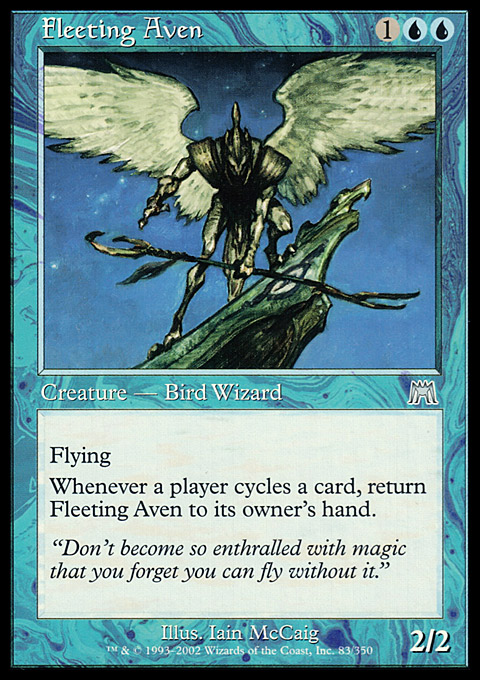 Fleeting Aven 1
Creature — Bird Wizard
Flying
Whenever a player cycles a card, return
Fleeting Aven to its owner's hand.
“Don't become so enthralled with magic
that you forget you can fly without it.”
Illus. Iain McCaig
™ & © 1993-2002 Wizards of the Coast, Inc. 83/350
2/2